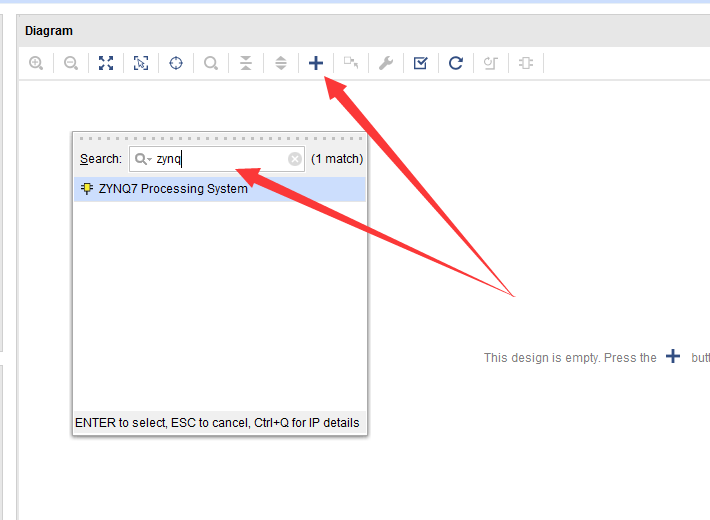 Diagram
Search: zynq (1 match)
ZYNQ7 Processing System
This design is empty. Press the
ENTER to select, ESC to cancel, Ctrl+Q for IP details